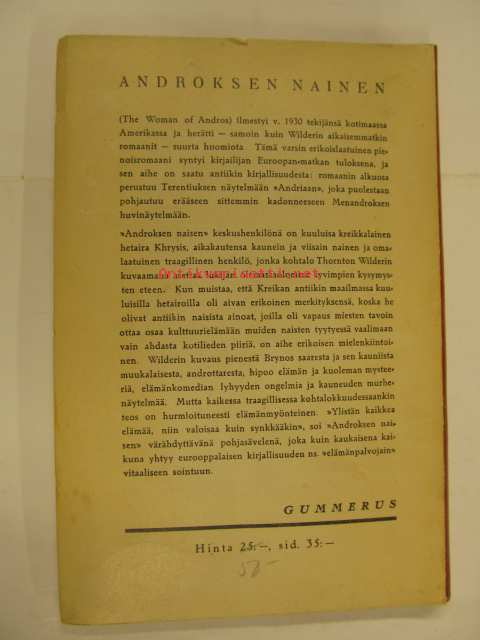 ANDROKSEN NAINEN
(The Woman of Andros) ilmestyi v. 1930 tekijänsä kotimaassa
Amerikassa ja herätti — samoin kuin Wilderin aikaisemmatkin
romaanit — suurta huomiota. Tämä varsin erikoislaatuinen pie-
noisromaani syntyi kirjailijan Euroopan-matkan tuloksena, ja
sen aihe on saatu antiikin kirjallisuudesta: romaanin alkuosa
perustuu Terentiuksen näytelmään »Andriaan», joka puolestaan
pohjautuu erääseen sittemmin kadonneeseen Menandroksen
huvinäytelmään.
»Androksen naisen» keskushenkilönä on kuuluisa kreikkalainen
hetaira Khrysis, aikakautensa kaunein ja viisain nainen ja oma-
laatuinen traagillinen henkilö, jonka kohtalo Thornton Wilderin
kuvaamana asettaa lukijan elämänkysymysten
eteen. Kun muistaa, että Kreikan antiikin maailmassa kuu-
luisilla hetairoilla oli aivan erikoinen merkityksensä, koska he
olivat antiikin naisista ainoat, joilla oli vapaus miesten tavoin
ottaa osaa kulttuurielämään muiden naisten tyytyessä vaalimaan
vain ahdasta kotilieden piiriä, on aihe erikoisen mielenkiintoi-
nen. Wilderin kuvaus pienestä Brynos saaresta ja sen kauniista
muukalaisesta, androttaresta, hipoo elämän ja kuoleman mystee-
riä, elämänkomedian lyhyyden ongelmia ja kauneuden murhe-
näytelmää. Mutta kaikessa traagillisessa kohtalokkuudessaankin
teos on hurmioituneesti elämänmyönteinen. »Ylistän kaikkea
elämää, niin valoisaa kuin synkkääkin», soi »Androksen nai-
sen» värähdyttävänä pohjasävelenä, joka kuin kaukaisena kai-
kuna yhtyy eurooppalaisen kirjallisuuden ns. »elämänpalvojain»
vitaaliseen sointuun.
GUMMERUS
Hinta 25:—, sid. 35:—
50-